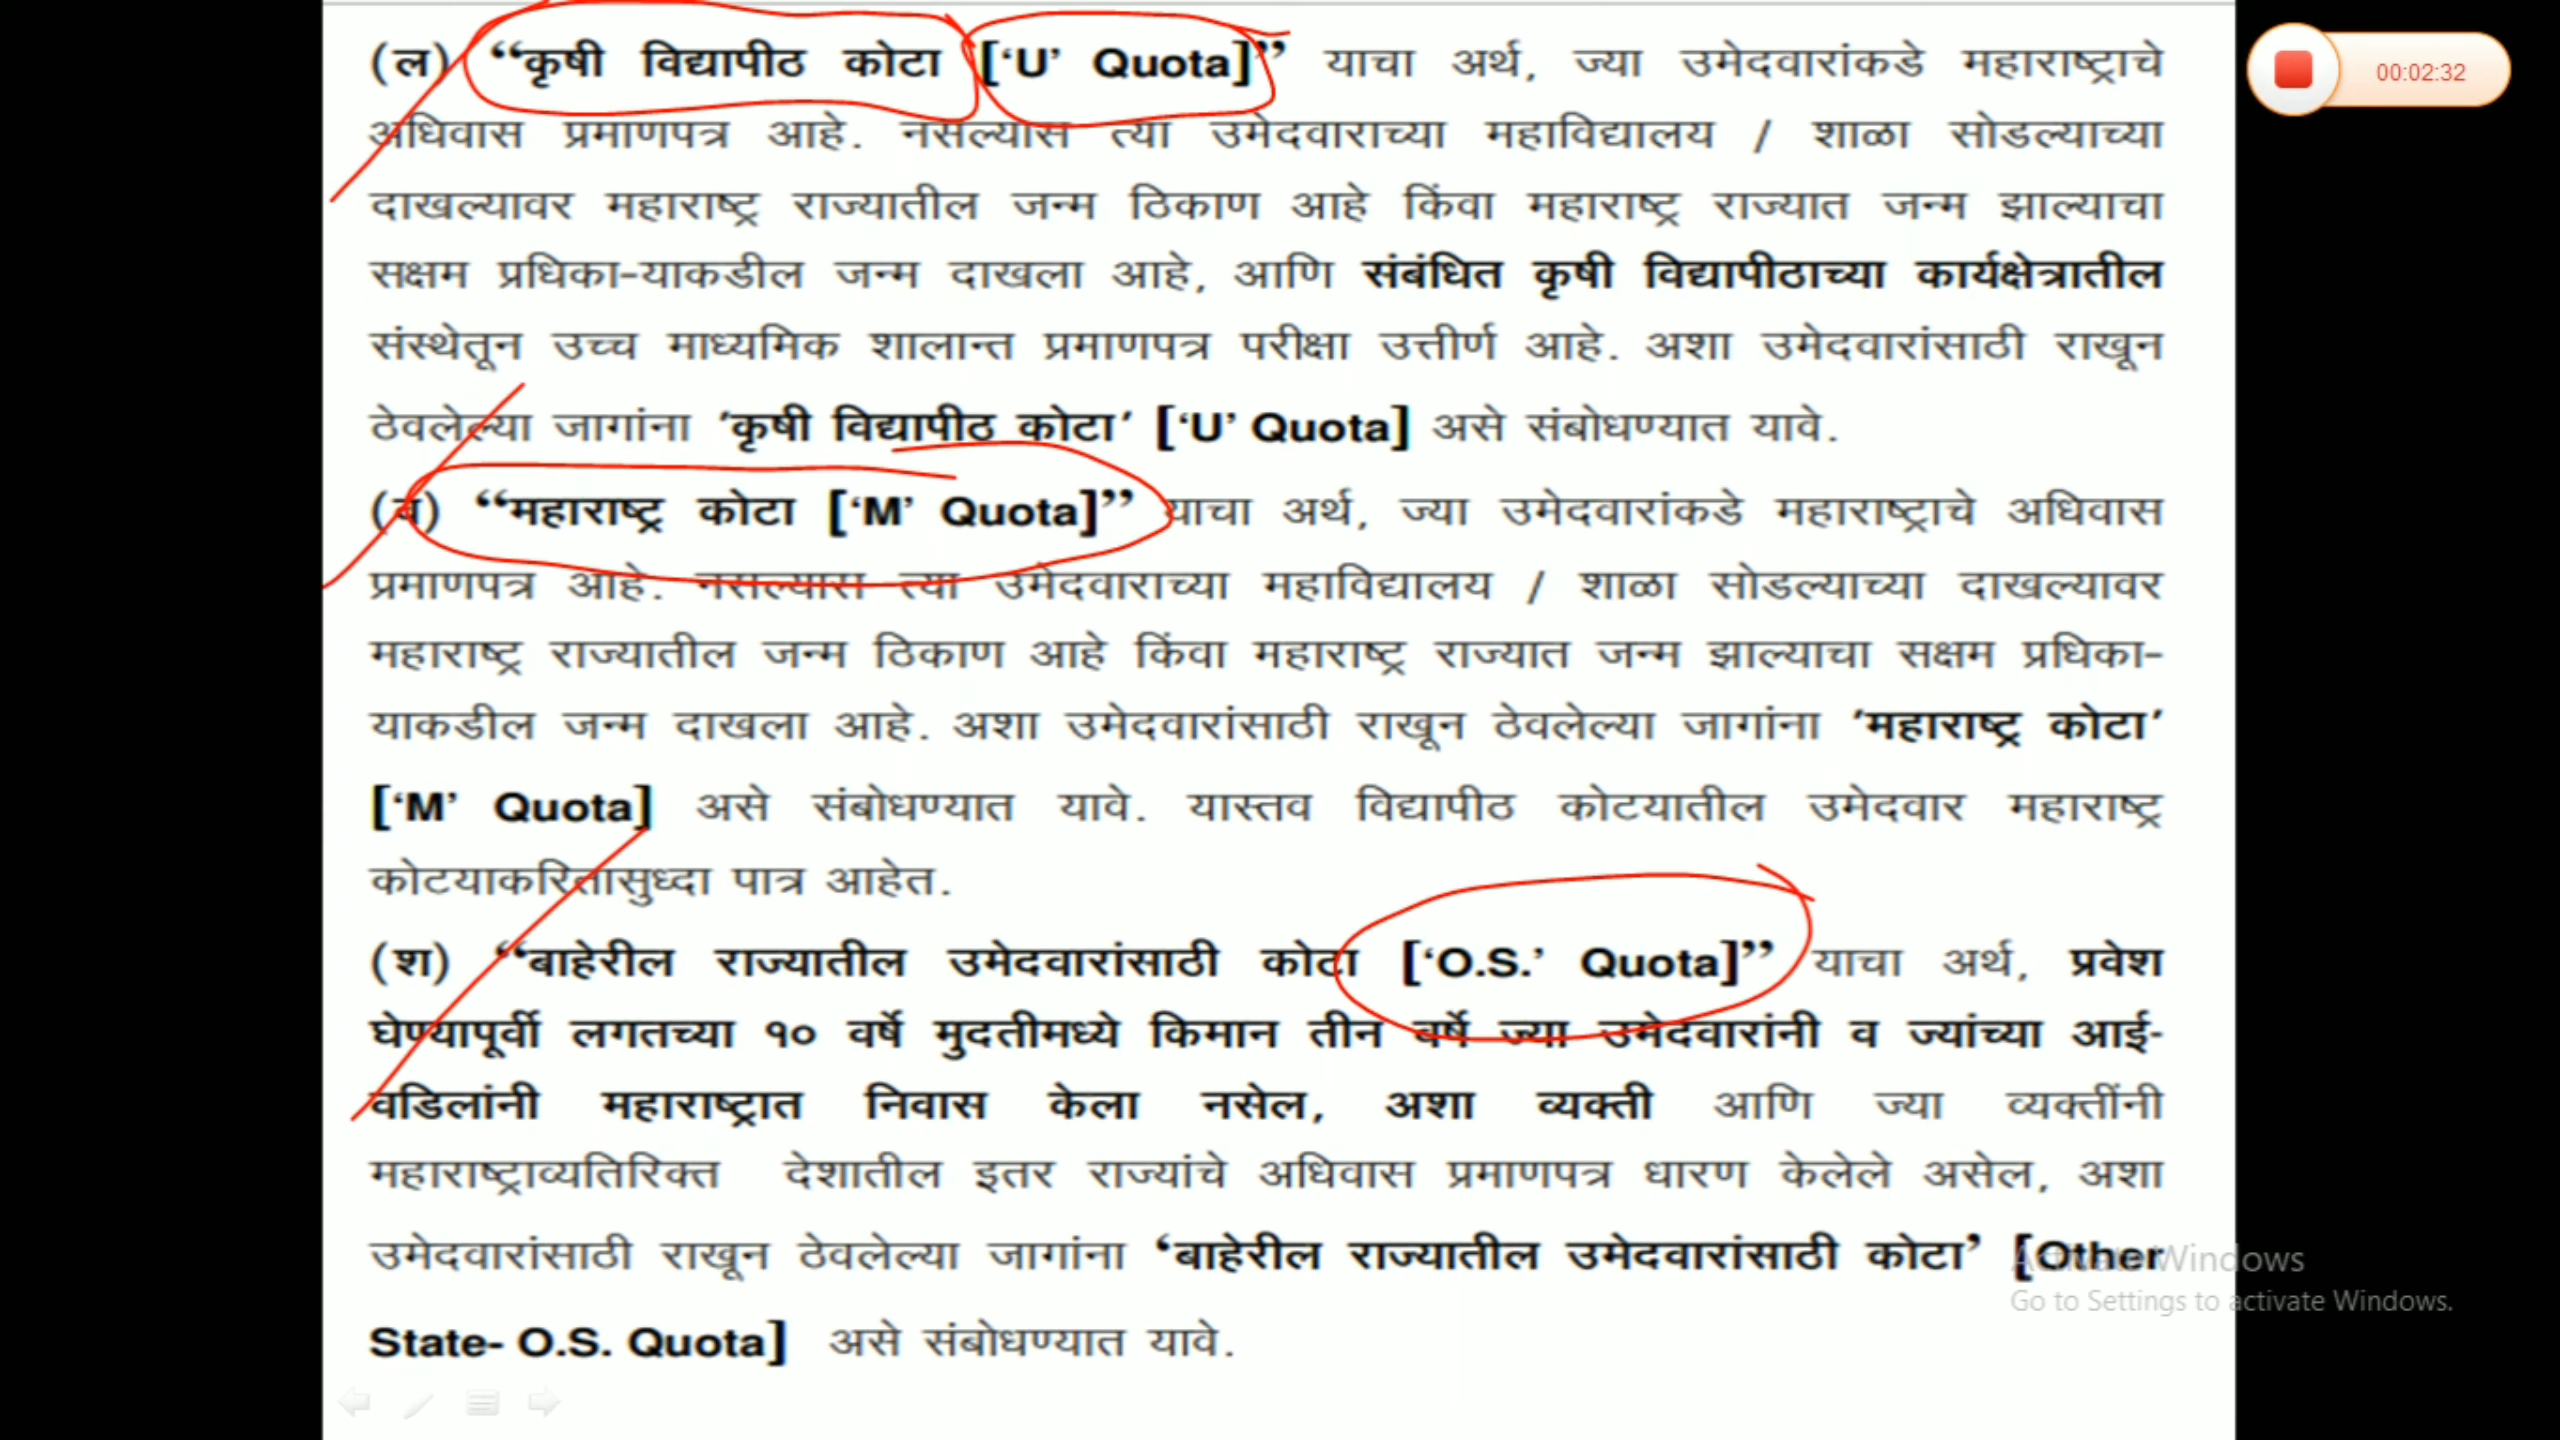 (ल) “कृषी विद्यापीठ कोटा [‘U’ Quota]” याचा अर्थ, ज्या उमेदवारांकडे महाराष्ट्राचे
अधिवास प्रमाणपत्र आहे. नसल्यास त्या उमेदवाराच्या महाविद्यालय / शाळा सोडल्याच्या
दाखल्यावर महाराष्ट्र राज्यातील जन्म ठिकाण आहे किंवा महाराष्ट्र राज्यात जन्म झाल्याचा
सक्षम प्रधिका-याकडील जन्म दाखला आहे, आणि संबंधित कृषी विद्यापीठाच्या कार्यक्षेत्रातील
संस्थेतून उच्च माध्यमिक शालान्त प्रमाणपत्र परीक्षा उत्तीर्ण आहे. अशा उमेदवारांसाठी राखून
ठेवलेल्या जागांना ’कृषी विद्यापीठ कोटा’ [‘U’ Quota] असे संबोधण्यात यावे.
(व) “महाराष्ट्र कोटा [‘M’ Quota]” याचा अर्थ, ज्या उमेदवारांकडे महाराष्ट्राचे अधिवास
प्रमाणपत्र आहे. नसल्यास त्या उमेदवाराच्या महाविद्यालय / शाळा सोडल्याच्या दाखल्यावर
महाराष्ट्र राज्यातील जन्म ठिकाण आहे किंवा महाराष्ट्र राज्यात जन्म झाल्याचा सक्षम प्रधिका-
याकडील जन्म दाखला आहे. अशा उमेदवारांसाठी राखून ठेवलेल्या जागांना ’महाराष्ट्र कोटा’
[‘M’ Quota] असे संबोधण्यात यावे. यास्तव विद्यापीठ कोटयातील उमेदवार महाराष्ट्र
कोटयाकरितासुध्दा पात्र आहेत.
(श) “बाहेरील राज्यातील उमेदवारांसाठी कोटा [‘O.S.’ Quota]” याचा अर्थ, प्रवेश
घेण्यापूर्वी लगतच्या १० वर्षे मुदतीमध्ये किमान तीन वर्षे ज्या उमेदवारांनी व ज्यांच्या आई-
वडिलांनी महाराष्ट्रात निवास केला नसेल, अशा व्यक्ती आणि ज्या व्यक्तींनी
महाराष्ट्राव्यतिरिक्त देशातील इतर राज्यांचे अधिवास प्रमाणपत्र धारण केलेले असेल, अशा
उमेदवारांसाठी राखून ठेवलेल्या जागांना ‘बाहेरील राज्यातील उमेदवारांसाठी कोटा’ [Other
State- O.S. Quota] असे संबोधण्यात यावे.
00:02:32
Activate Windows
Go to Settings to activate Windows.